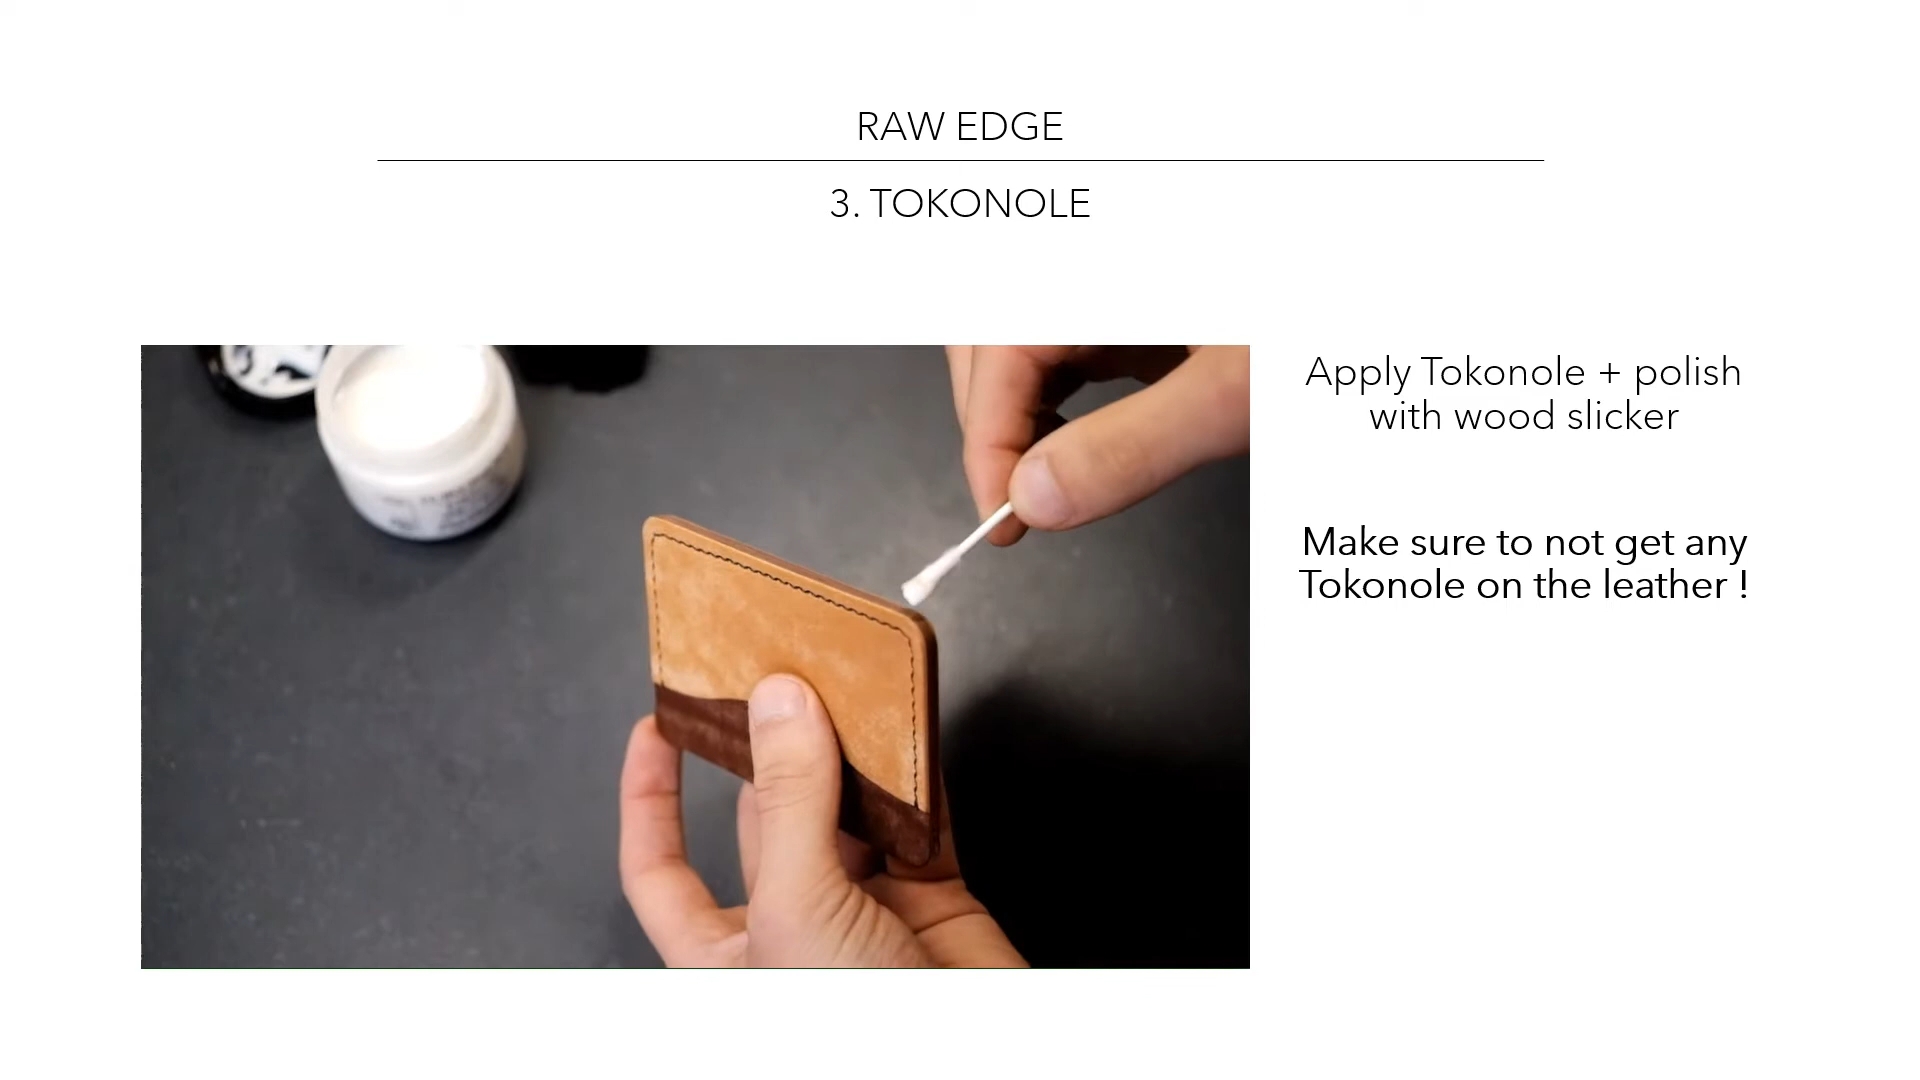 RAW EDGE
3. TOKONOLE
Apply Tokonole + polish
with wood slicker
Make sure to not get any
Tokonole on the leather !